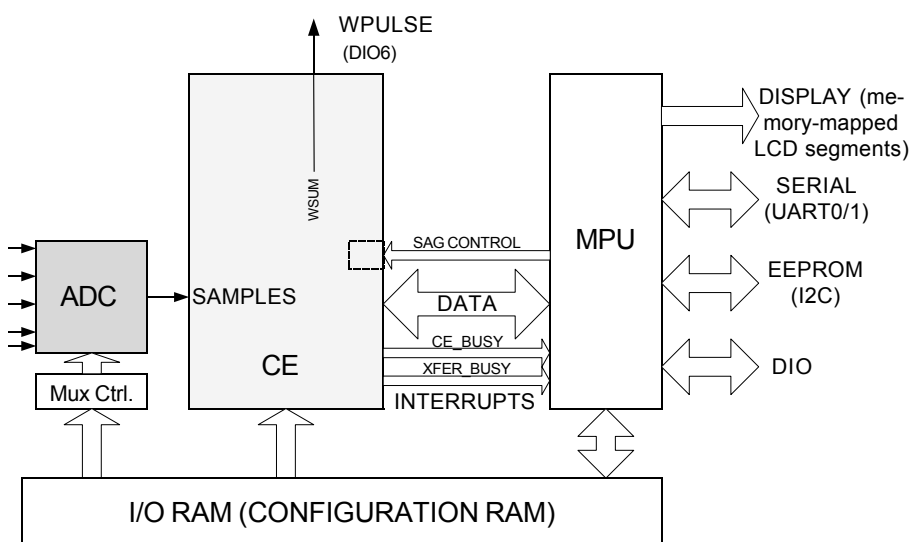 WPULSE
(DIO6)
DISPLAY (me-
mory-mapped
LCD segments)
WSUM
SERIAL
(UART0/1)
SAG CONTROL
MPU
ADC
SAMPLES
DATA
EEPROM
(I2C)
CE_BUSY
CE
XFER_BUSY
DIO
Mux Ctrl.
INTERRUPTS
I/O RAM (CONFIGURATION RAM)